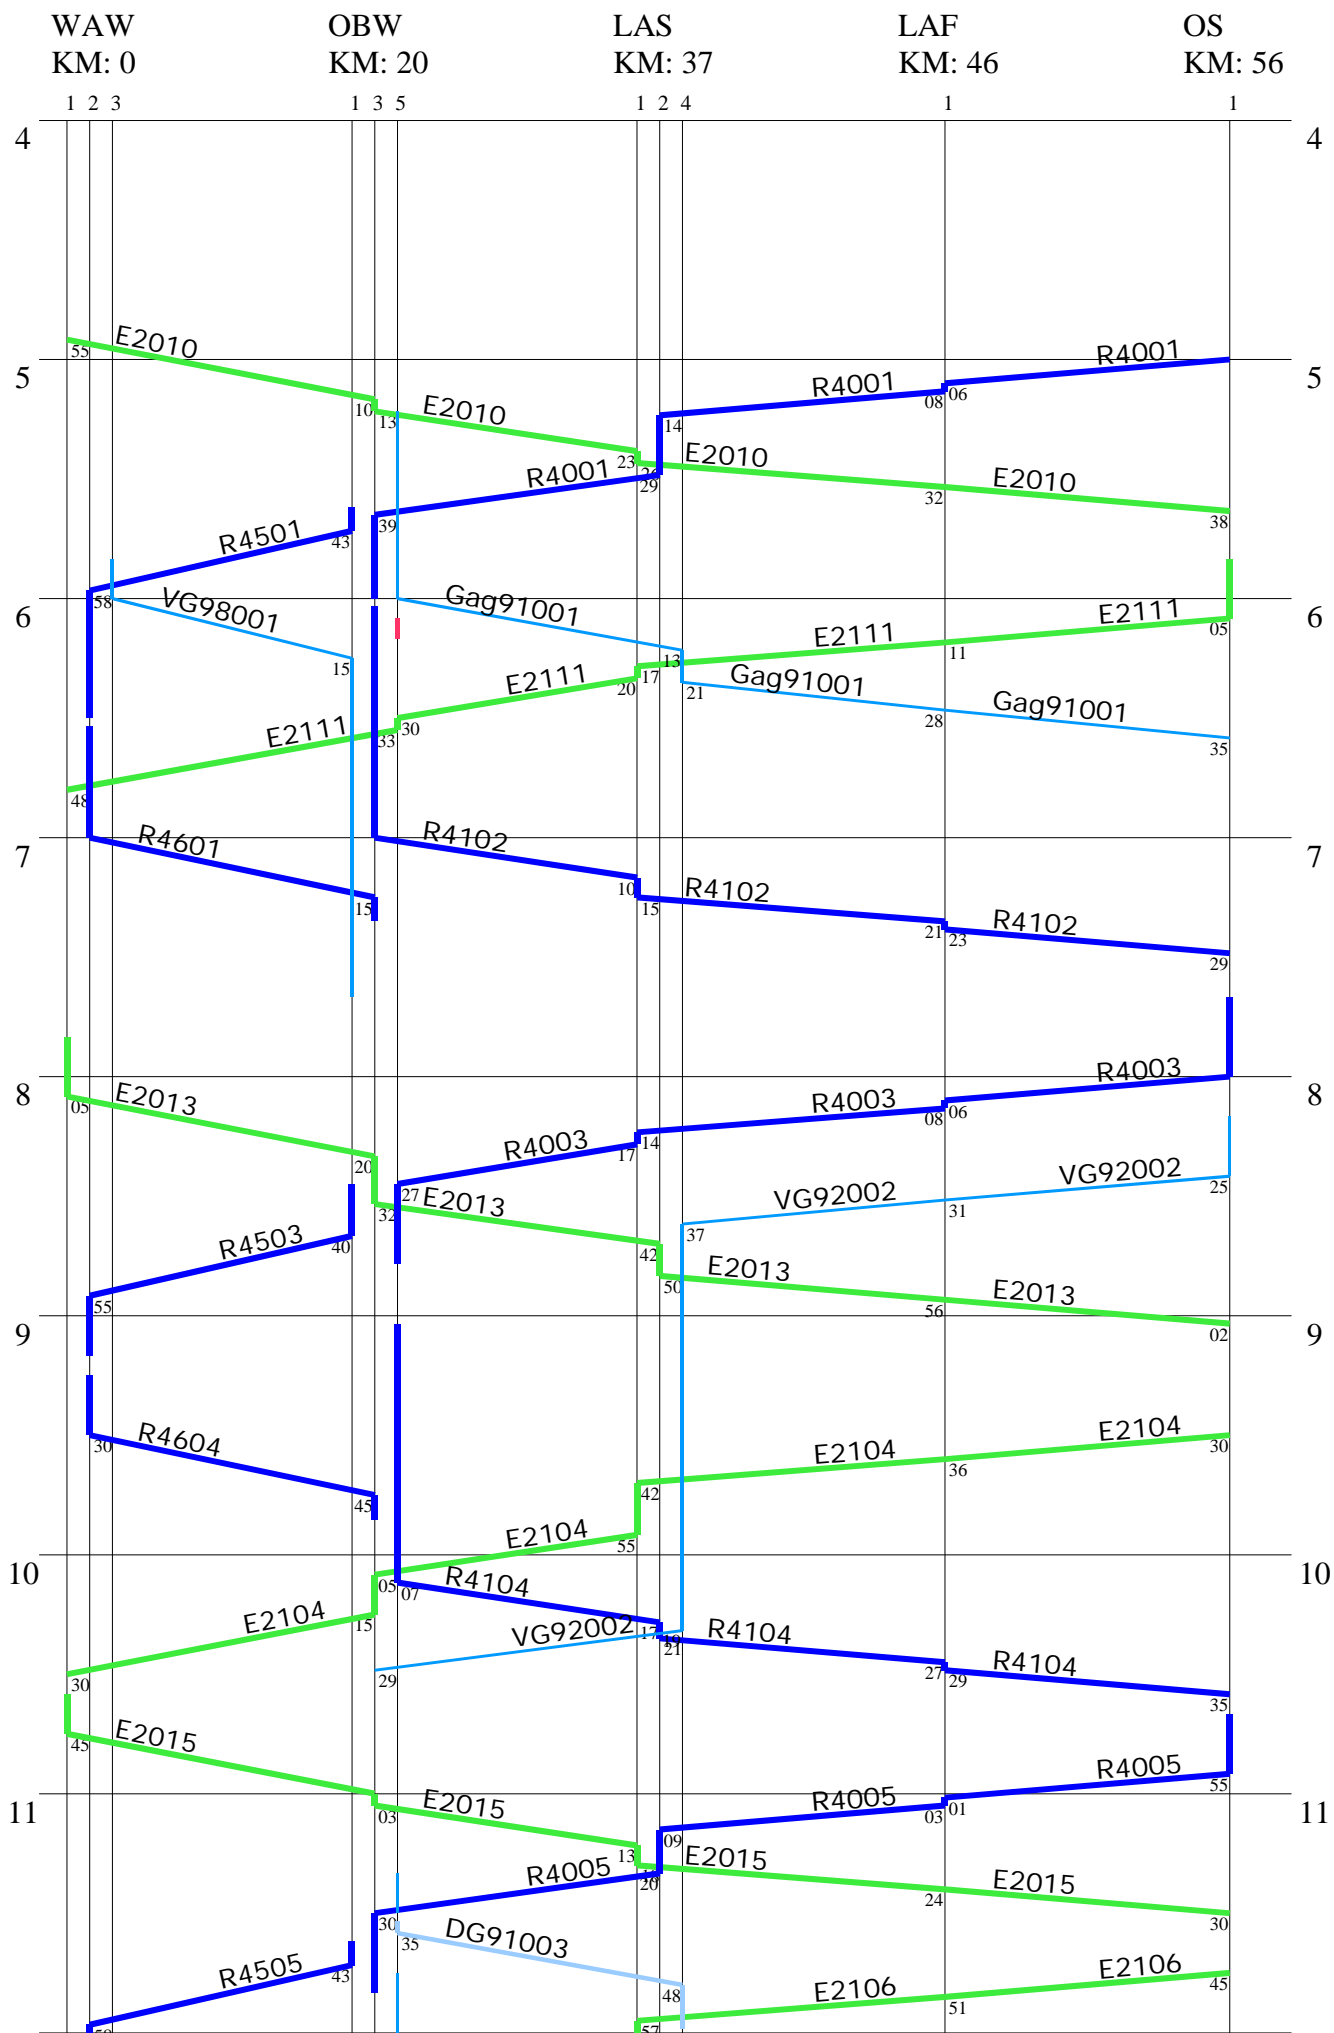 WAW OBW LAS LAF OS
KM: 0 KM: 20 KM: 37 KM: 46 KM: 56
1 2 3 1 3 5 1 2 4 1 1
4 4
E2010
55
R4001
5 5
R4001
08 06
10 13 E2010
14
23 E2010
R4001 29
E2010
32
38
39
R4501 43
58 VG98001
6 6
Gag91001
E2111 05
E2111 11
15
13
17
E2111 20
Gag91001
21
Gag91001
28
E2111 33 30
35
48
7 7
R4601
R4102
10 R4102
15 15
21 23 R4102
29
8 8
R4003
05 E2013
R4003 08 06
R4003 17 14
20
VG92002 25
27 E2013
32
VG92002 31
37
R4503 40
42
50 E2013
E2013
55
56
9 9
02
R4604
30
E2104 30
E2104 36
45
42
E2104 55
10 10
05 07 R4104
E2104 15
VG92002 17 19
21 R4104
27 29 R4104
29
30
35
45 E2015
R4005 55
11 11
03 E2015
R4005 03 01
09
13 E2015
R4005 20
E2015
24
30
30
35 DG91003
R4505 43
E2106 45
48
E2106 51
57